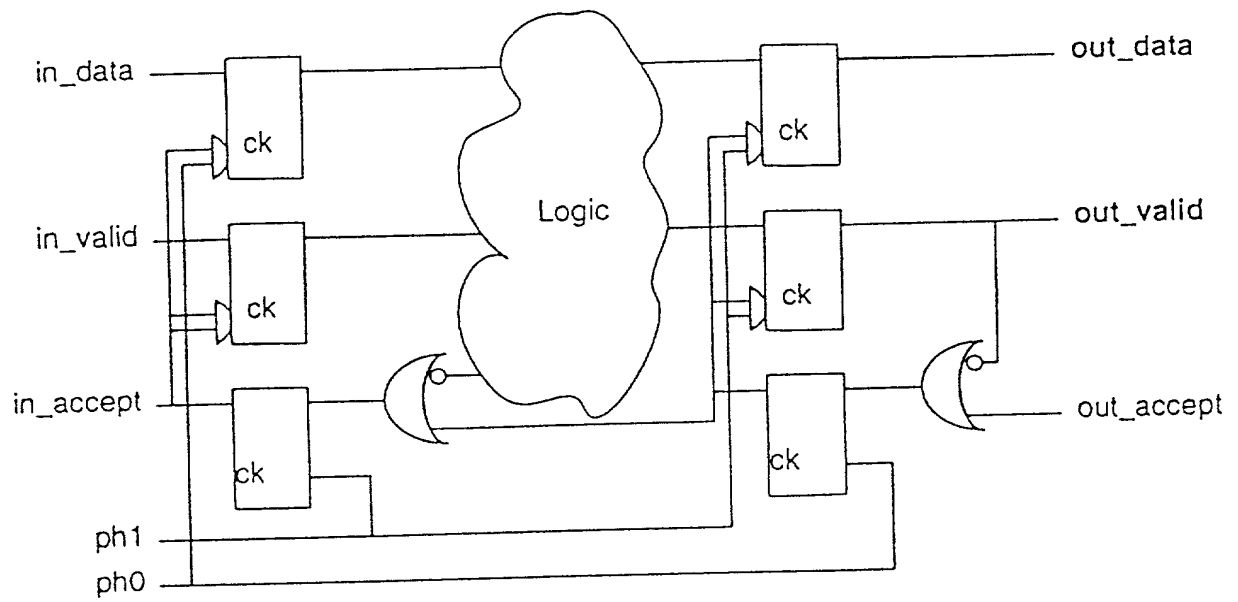 in_data
ck
ck
out_data
in_valid
ck
Logic
ck
out_valid
in_accept
ck
ck
out_accept
ph1
ph0